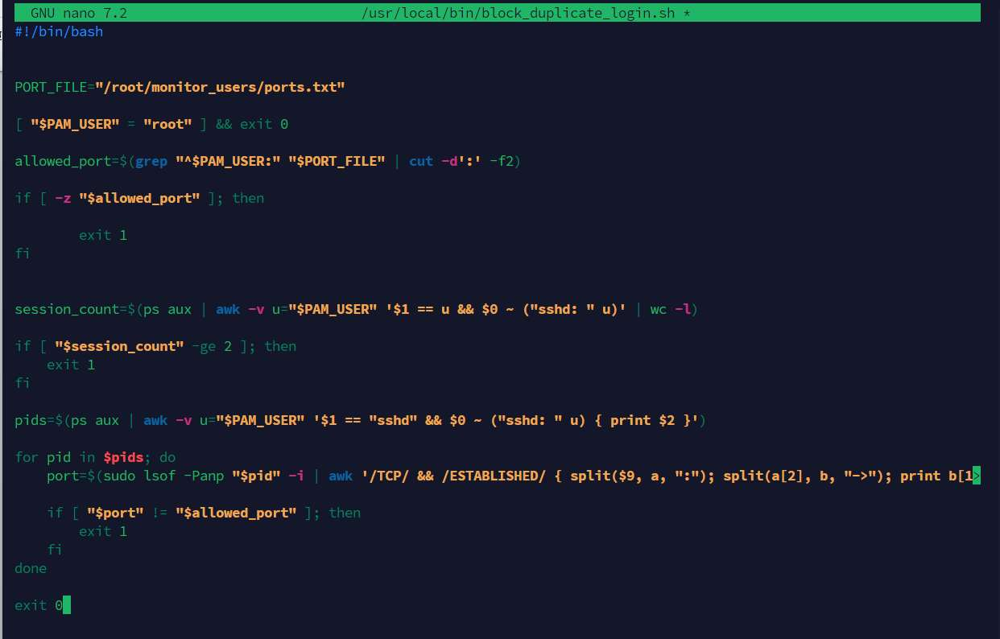 GNU nano 7.2 /usr/local/bin/block_duplicate_login.sh *
#!/bin/bash
PORT_FILE="/root/monitor_users/ports.txt"
[ "$PAM_USER" = "root" ] && exit 0
allowed_port=$(grep "^$PAM_USER:" "$PORT_FILE" | cut -d':' -f2)
if [ -z "$allowed_port" ]; then
exit 1
fi
session_count=$(ps aux | awk -v u="$PAM_USER" '$1 == u && $0 ~ ("sshd: " u)' | wc -l)
if [ "$session_count" -ge 2 ]; then
exit 1
fi
pids=$(ps aux | awk -v u="$PAM_USER" '$1 == "sshd" && $0 ~ ("sshd: " u) { print $2 }')
for pid in $pids; do
port=$(sudo lsof -Panp "$pid" -i | awk '/TCP/ && /ESTABLISHED/ { split($9, a, ":"); split(a[2], b, "->"); print b[1>
if [ "$port" != "$allowed_port" ]; then
exit 1
fi
done
exit 0